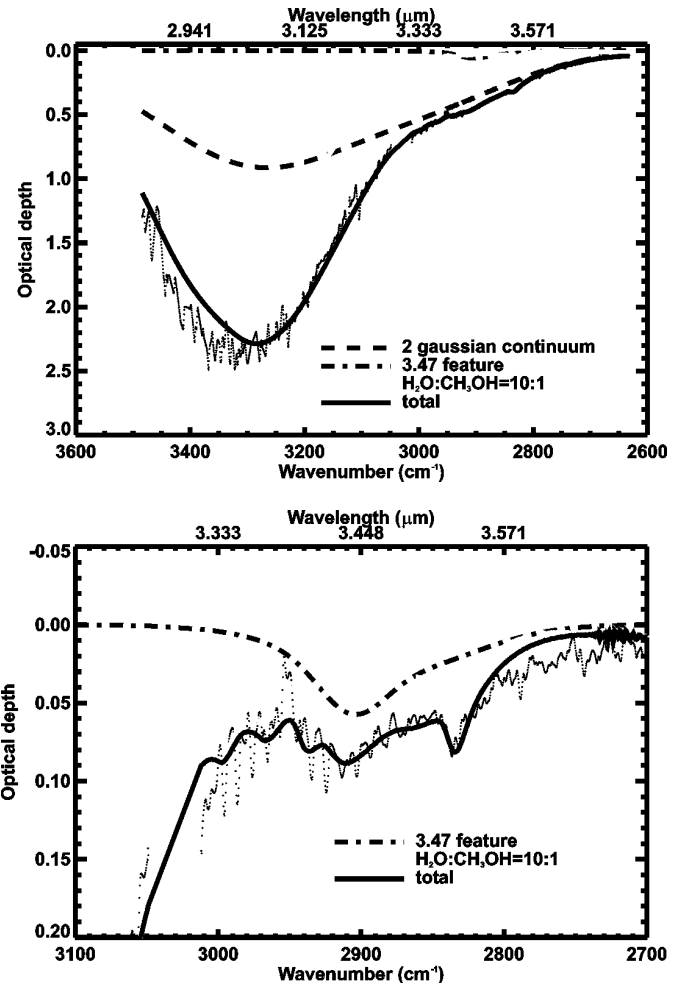 Wavelength (μm)
2.941 3.125 3.333 3.571
0.0
0.5
1.0
1.5
2.0
2.5
3.0
Optical depth
2 gaussian continuum
3.47 feature
H₂O:CH₃OH=10:1
total
3600 3400 3200 3000 2800 2600
Wavenumber (cm⁻¹)
Wavelength (μm)
3.333 3.448 3.571
-0.05
0.00
0.05
0.10
0.15
0.20
Optical depth
3.47 feature
H₂O:CH₃OH=10:1
total
3100 3000 2900 2800 2700
Wavenumber (cm⁻¹)